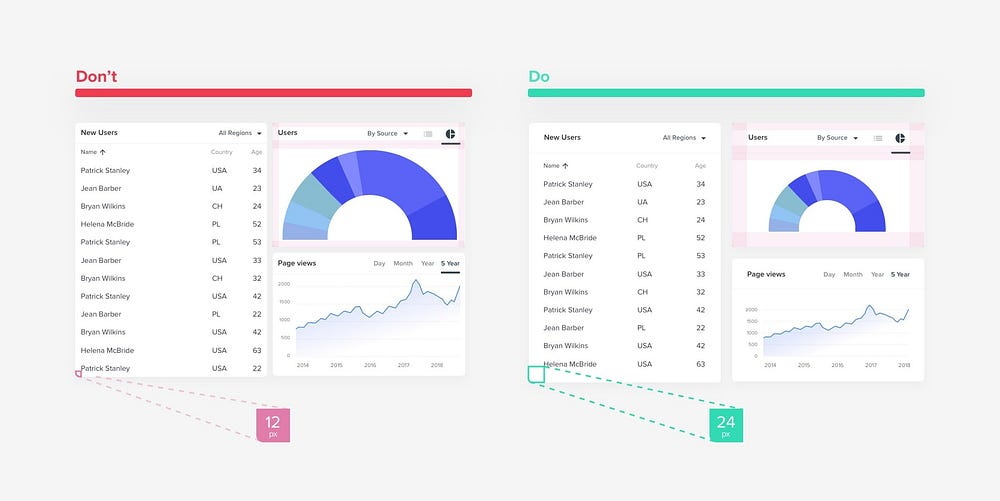 Don't
New Users All Regions
Name Country Age
Patrick Stanley USA 34
Jean Barber UA 23
Bryan Wilkins CH 24
Helena McBride PL 52
Patrick Stanley PL 53
Jean Barber USA 33
Bryan Wilkins CH 32
Patrick Stanley USA 42
Jean Barber PL 22
Bryan Wilkins USA 42
Helena McBride USA 63
Patrick Stanley USA 22
Users By Source
Page views Day Month Year 5 Year
2000
1500
1000
500
0
2014 2015 2016 2017 2018
12
px
Do
New Users All Regions
Name Country Age
Patrick Stanley USA 34
Jean Barber UA 23
Bryan Wilkins CH 24
Helena McBride PL 52
Patrick Stanley PL 53
Jean Barber USA 33
Bryan Wilkins CH 32
Patrick Stanley USA 42
Jean Barber PL 22
Bryan Wilkins USA 42
Helena McBride USA 63
Users By Source
Page views Day Month Year 5 Year
2000
1500
1000
500
0
2014 2015 2016 2017 2018
24
px